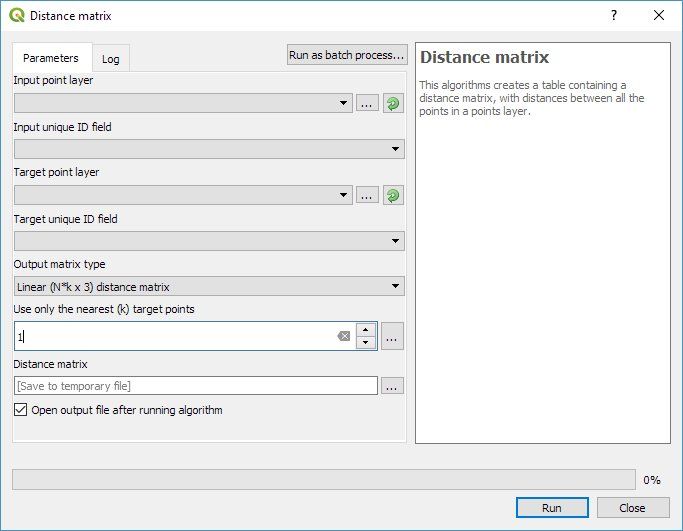 Distance matrix
?
Parameters
Log
Run as batch process...
Input point layer
...
Input unique ID field
Target point layer
...
Target unique ID field
Output matrix type
Linear (N*k x 3) distance matrix
Use only the nearest (k) target points
1
...
Distance matrix
[Save to temporary file]
...
Open output file after running algorithm
Distance matrix
This algorithms creates a table containing a
distance matrix, with distances between all the
points in a points layer.
0%
Run
Close